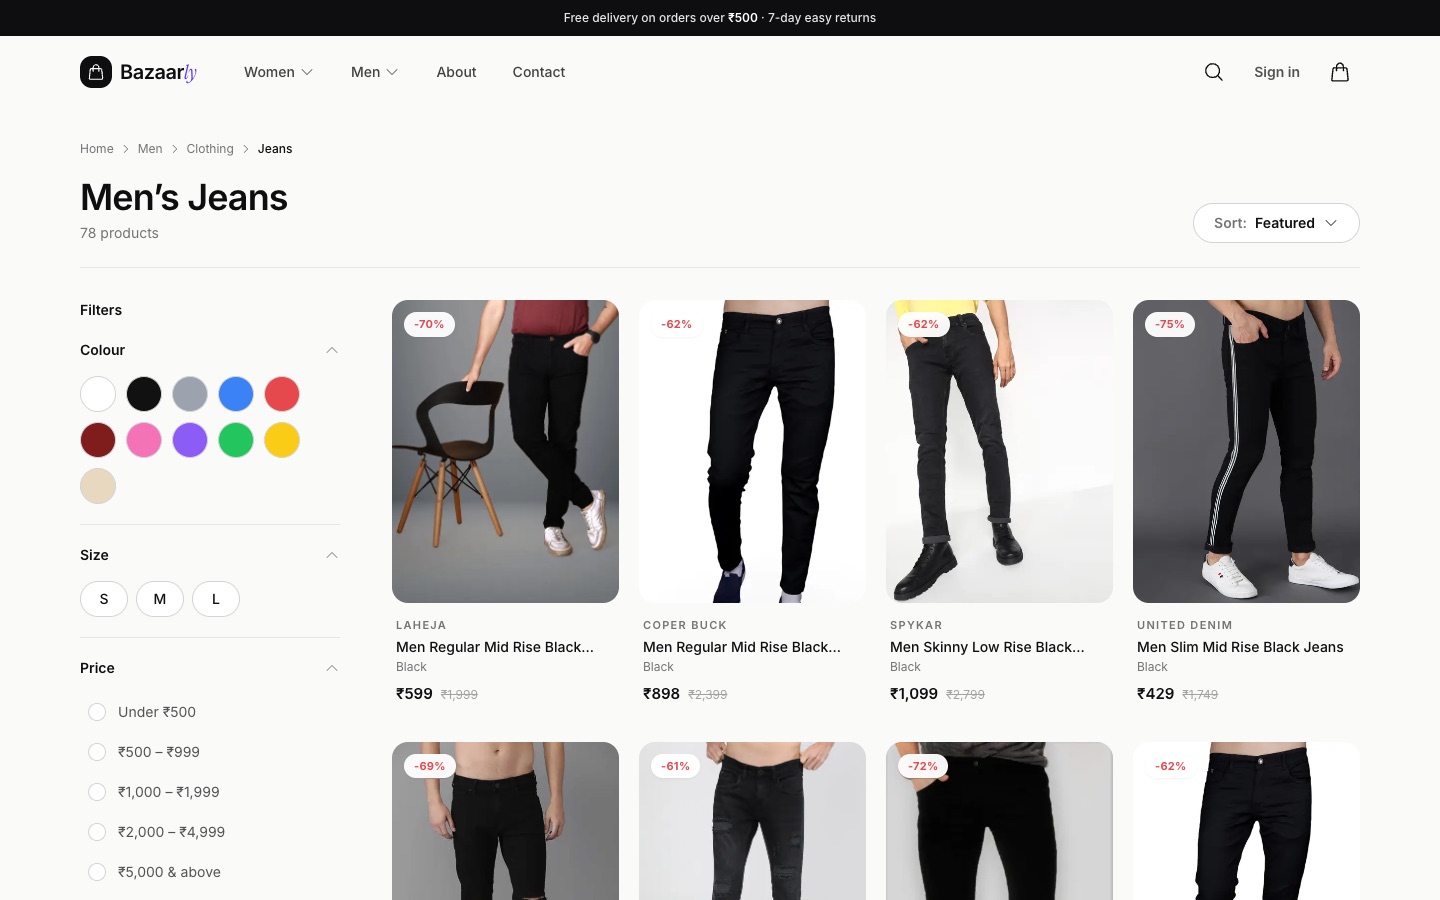 Free delivery on orders over ₹500 · 7-day easy returns
Bazaarly
Women
Men
About
Contact
Sign in
Home
Men
Clothing
Jeans
Men’s Jeans
78 products
Sort: Featured
Filters
Colour
Size
S
M
L
Price
Under ₹500
₹500 – ₹999
₹1,000 – ₹1,999
₹2,000 – ₹4,999
₹5,000 & above
-70%
LAHEJA
Men Regular Mid Rise Black...
Black
₹599 ₹1,999
-62%
COPER BUCK
Men Regular Mid Rise Black...
Black
₹898 ₹2,399
-62%
SPYKAR
Men Skinny Low Rise Black...
Black
₹1,099 ₹2,799
-75%
UNITED DENIM
Men Slim Mid Rise Black Jeans
Black
₹429 ₹1,749
-69%
-61%
-72%
-62%